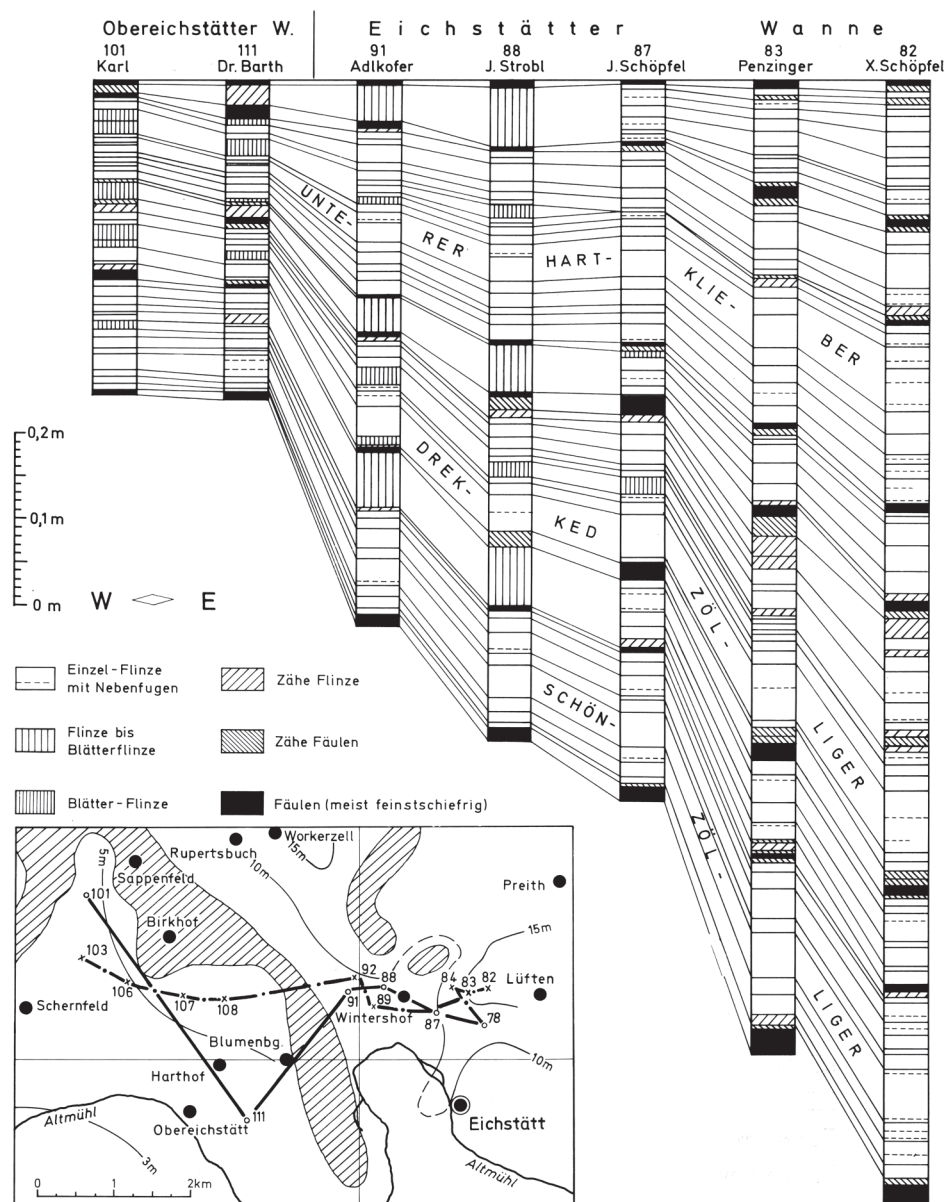 Obereichstätter W. Eichstätter Wanne
101 111 91 88 87 83 82
Karl Dr. Barth Adlkofer J. Strobl J. Schöpfel Penzinger X. Schöpfel
UNTE-
RER
HART-
KLIE-
BER
DREK-
KED
ZÖL-
LIGER
SCHÖN-
ZÖL-
LIGER
0,2 m
0,1 m
0 m
W E
Einzel-Flinze
mit Nebenfugen
Zähe Flinze
Flinze bis
Blätterflinze
Zähe Fäulen
Blätter-Flinze
Fäulen (meist feinstschiefrig)
Workerzell
15m
Rupertsbuch
10m
5m
Sappenfeld
Preith
101
Birkhof
15m
103
92
88
84
83
82
Lüften
106
107
108
91
89
Schernfeld
Wintershof
87
78
Blumenbg.
10m
Harthof
Altmühl
Obereichstätt
111
Eichstätt
3m
Altmühl
0 1 2km